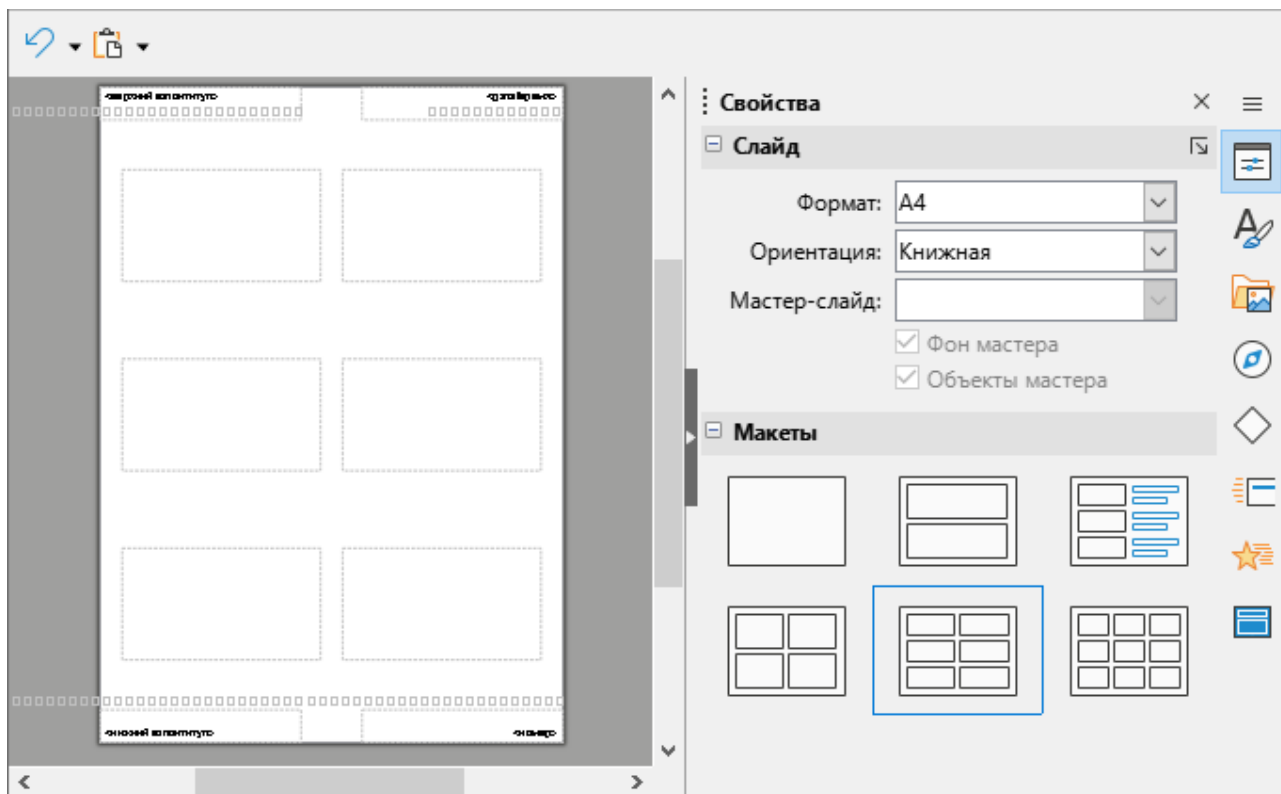 Свойства
Слайд
Формат: A4
Ориентация: Книжная
Мастер-слайд:
Фон мастера
Объекты мастера
Макеты